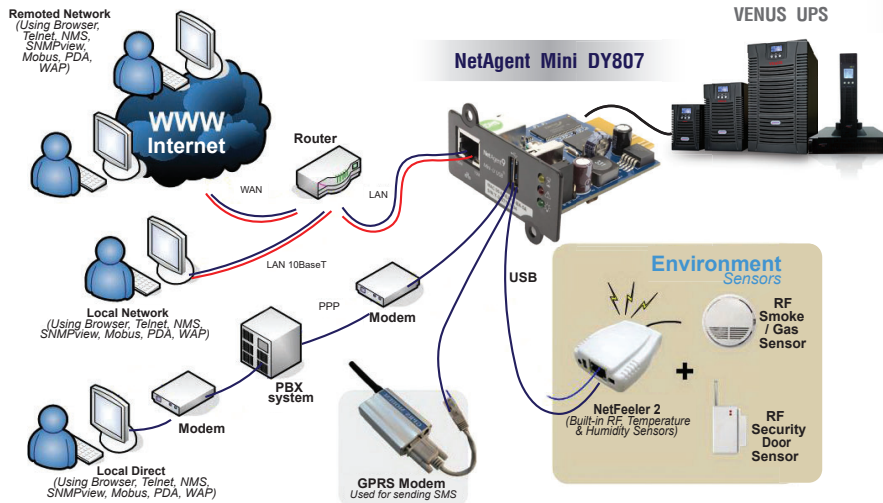 Remoted Network
(Using Browser,
Telnet, NMS,
SNMPview,
Mobus, PDA,
WAP)
VENUS UPS
NetAgent Mini DY807
WWW
Internet
Router
WAN
LAN
NetAgent9
LAN 10BaseT
Local Network
(Using Browser, Telnet, NMS,
SNMPview, Mobus, PDA, WAP)
PPP
Modem
USB
Environment
Sensors
RF
Smoke
/ Gas
Sensor
+
NetFeeler 2
(Built-in RF, Temperature
& Humidity Sensors)
RF
Security
Door
Sensor
PBX
system
Modem
Local Direct
(Using Browser, Telnet, NMS,
SNMPview, Mobus, PDA, WAP)
GPRS Modem
Used for sending SMS